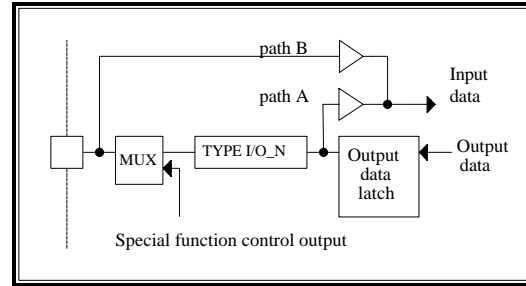 path B
path A
Input
data
MUX
TYPE I/O_N
Output
data
latch
Output
data
Special function control output